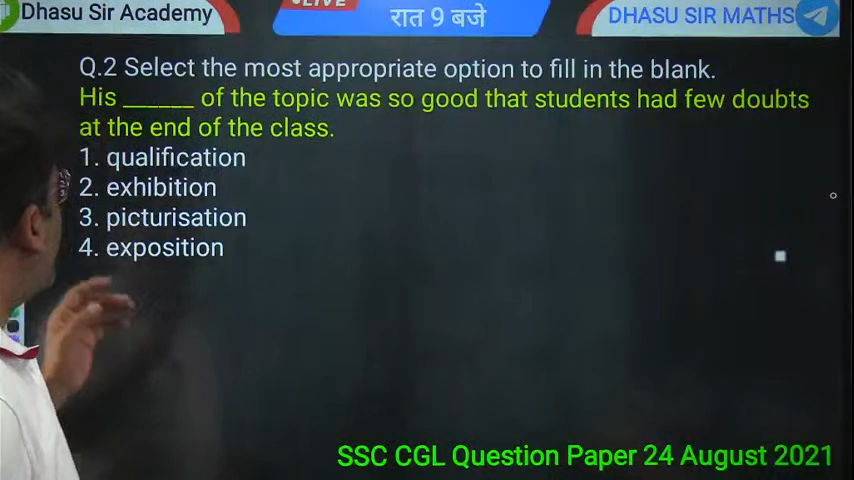 Dhasu Sir Academy
LIVE
रात 9 बजे
DHASU SIR MATHS
Q.2 Select the most appropriate option to fill in the blank.
His ______ of the topic was so good that students had few doubts
at the end of the class.
1. qualification
2. exhibition
3. picturisation
4. exposition
SSC CGL Question Paper 24 August 2021